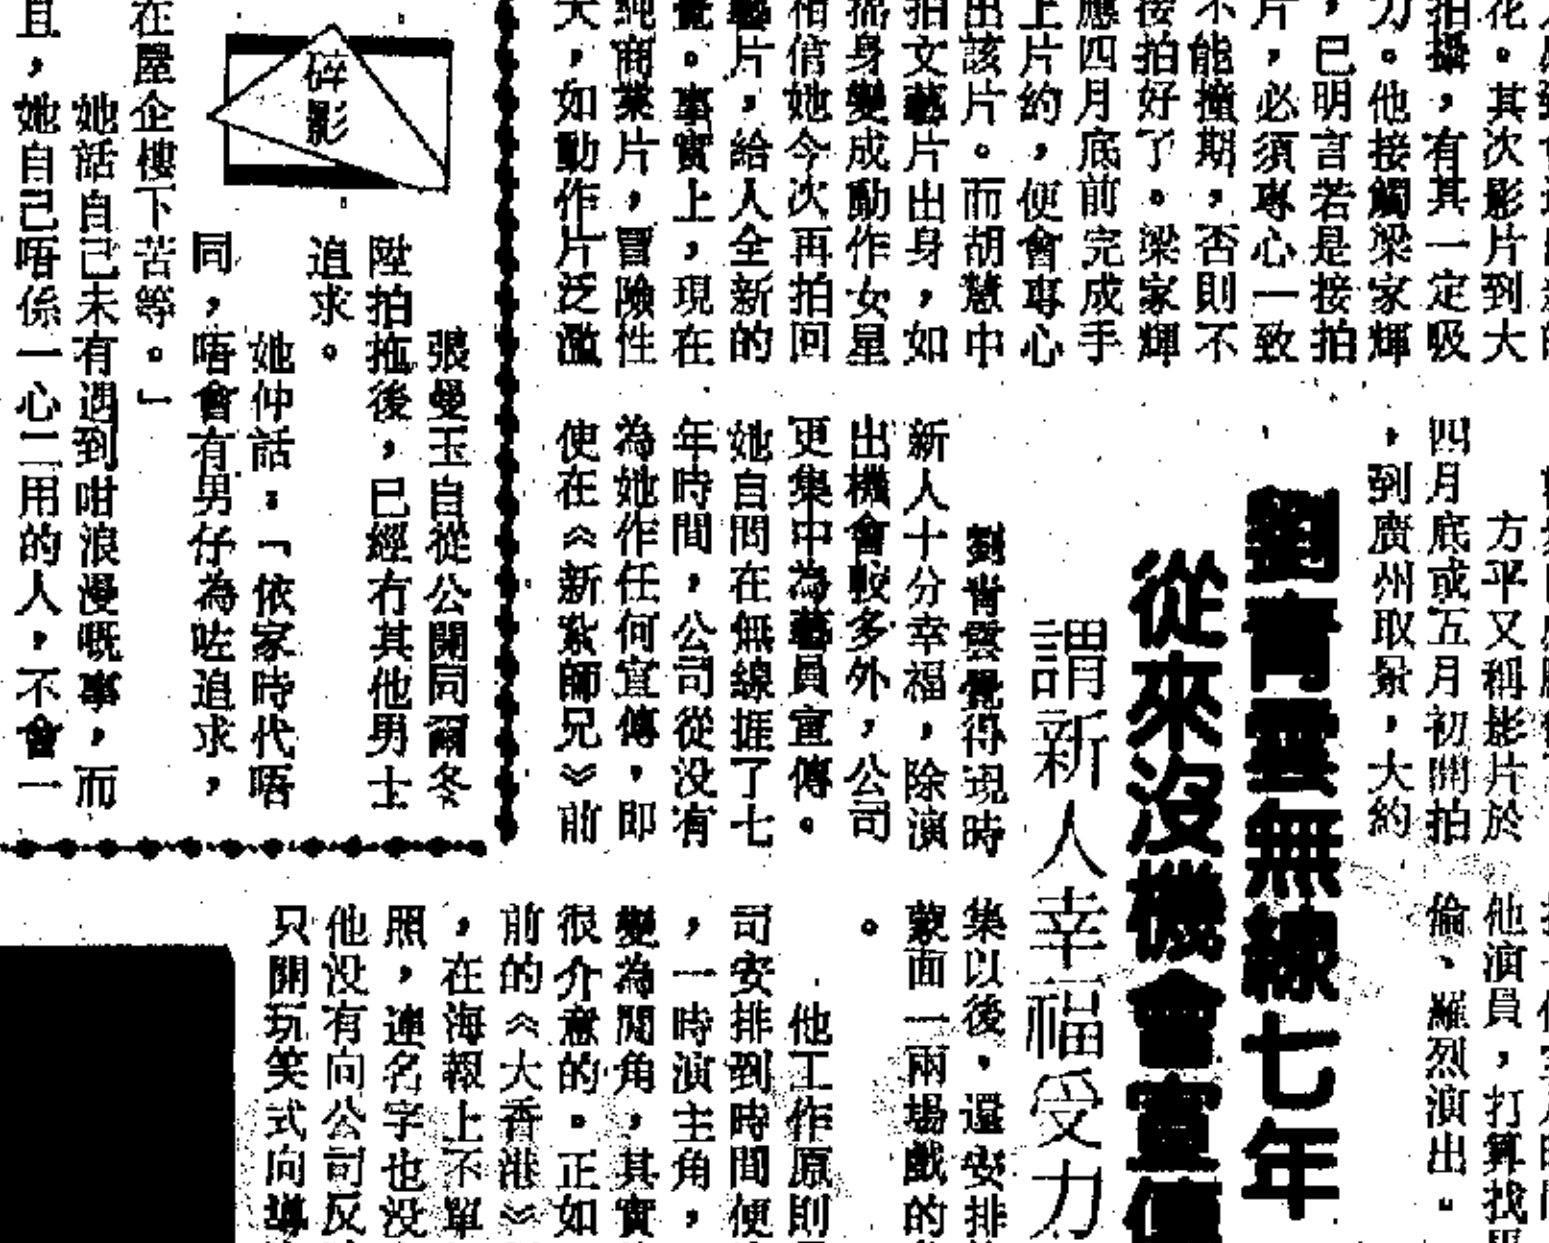 花。其次影片到大
拍攝,有其一定吸
力。他接觸梁家輝
,已明言若是接拍
片,必須專心一致
不能撞期,否則不
接拍好了。梁家輝
應四月底前完成手
上片約,便會專心
出該片。而胡慧中
拍文藝片出身,如
搖身變成動作女星
相信她今次再拍回
藝片,給人全新的
覺。事實上,現在
純商業片,冒險性
大,如動作片泛濫
方平又稱影片於
四月底或五月初開拍
,到廣州取景,大約
他演員,打算找
倫、羅烈演出。
劉青雲無線七年
從來沒機會宣傳
謂新人幸福受力
劉青雲覺得現時
新人十分幸福,除演
出機會較多外,公司
更集中為藝員宣傳。
她自問在無線捱了七
年時間,公司從沒有
為她作任何宣傳,即
使在《新紮師兄》前
集以後,還安排
蒙面一兩場戲的
。
他工作原則
司安排到時間便
,一時演主角,
變為閒角,其實
很介意的。正如
前的《大香港》
,在海報上不單
照,連名字也没
他没有向公司反
只開玩笑式向導
碎影
張曼玉自從公開同爾冬
陞拍拖後,已經冇其他男士
追求。
她仲話:「依家時代唔
同,唔會有男仔為咗追求,
在屋企樓下苦等。」
她話自己未有遇到咁浪漫嘅事,而
且,她自己唔係一心二用的人,不會一